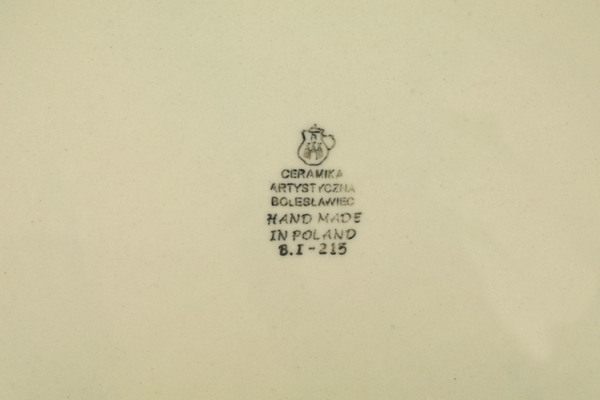 CERAMIKA
ARTYSTYCZNA
BOLESŁAWIEC
HAND MADE
IN POLAND
B.I-215